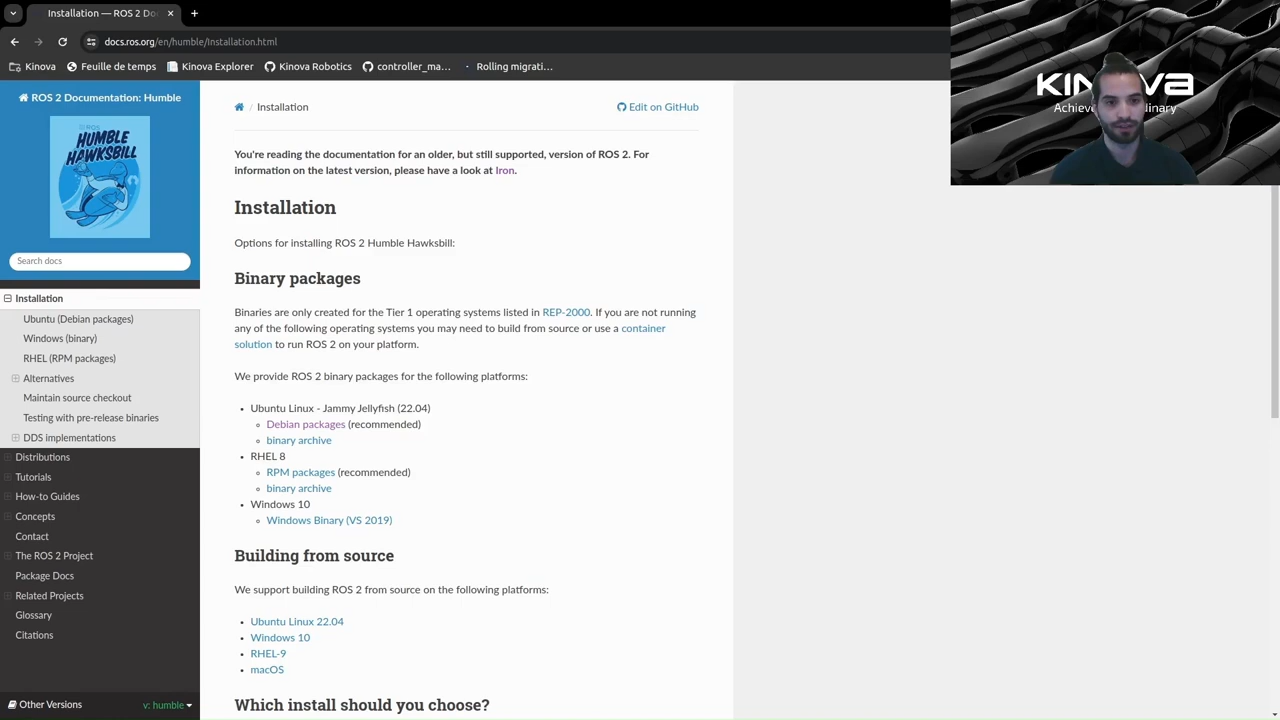 Installation — ROS 2 Do
docs.ros.org/en/humble/Installation.html
Kinova
Feuille de temps
Kinova Explorer
Kinova Robotics
controller_ma...
Rolling migrati...
ROS 2 Documentation: Humble
HUMBLE
HAWKSBILL
Search docs
Installation
Ubuntu (Debian packages)
Windows (binary)
RHEL (RPM packages)
Alternatives
Maintain source checkout
Testing with pre-release binaries
DDS implementations
Distributions
Tutorials
How-to Guides
Concepts
Contact
The ROS 2 Project
Package Docs
Related Projects
Glossary
Citations
Other Versions
v: humble
/ Installation
Edit on GitHub
You're reading the documentation for an older, but still supported, version of ROS 2. For
information on the latest version, please have a look at Iron.
Installation
Options for installing ROS 2 Humble Hawksbill:
Binary packages
Binaries are only created for the Tier 1 operating systems listed in REP-2000. If you are not running
any of the following operating systems you may need to build from source or use a container
solution to run ROS 2 on your platform.
We provide ROS 2 binary packages for the following platforms:
• Ubuntu Linux - Jammy Jellyfish (22.04)
◦ Debian packages (recommended)
◦ binary archive
• RHEL 8
◦ RPM packages (recommended)
◦ binary archive
• Windows 10
◦ Windows Binary (VS 2019)
Building from source
We support building ROS 2 from source on the following platforms:
• Ubuntu Linux 22.04
• Windows 10
• RHEL-9
• macOS
Which install should you choose?